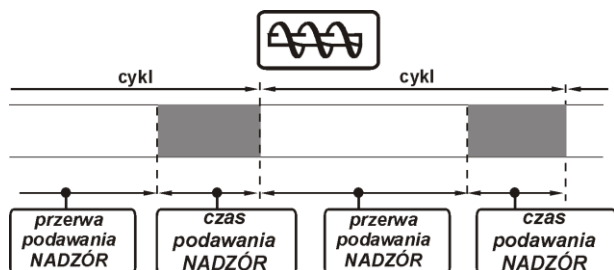 cykl cykl
przerwa
podawania
NADZÓR
czas
podawania
NADZÓR
przerwa
podawania
NADZÓR
czas
podawania
NADZÓR